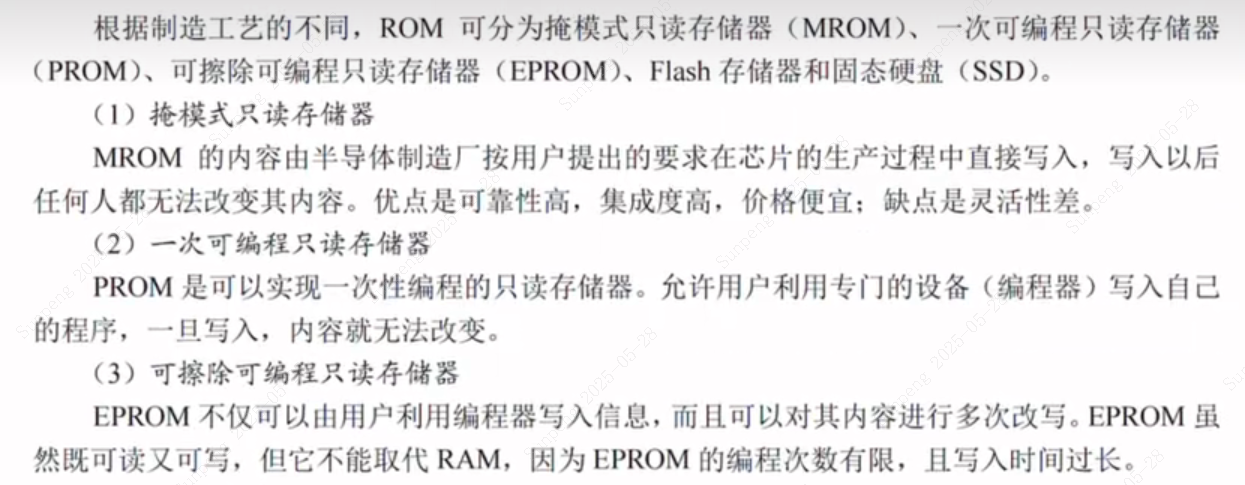 根据制造工艺的不同，ROM 可分为掩模式只读存储器（MROM）、一次可编程只读存储器
（PROM）、可擦除可编程只读存储器（EPROM）、Flash 存储器和固态硬盘（SSD）。
（1）掩模式只读存储器
MROM 的内容由半导体制造厂按用户提出的要求在芯片的生产过程中直接写入，写入以后
任何人都无法改变其内容。优点是可靠性高，集成度高，价格便宜；缺点是灵活性差。
（2）一次可编程只读存储器
PROM 是可以实现一次性编程的只读存储器。允许用户利用专门的设备（编程器）写入自己
的程序，一旦写入，内容就无法改变。
（3）可擦除可编程只读存储器
EPROM 不仅可以由用户利用编程器写入信息，而且可以对其内容进行多次改写。EPROM 虽
然既可读又可写，但它不能取代 RAM，因为 EPROM 的编程次数有限，且写入时间过长。